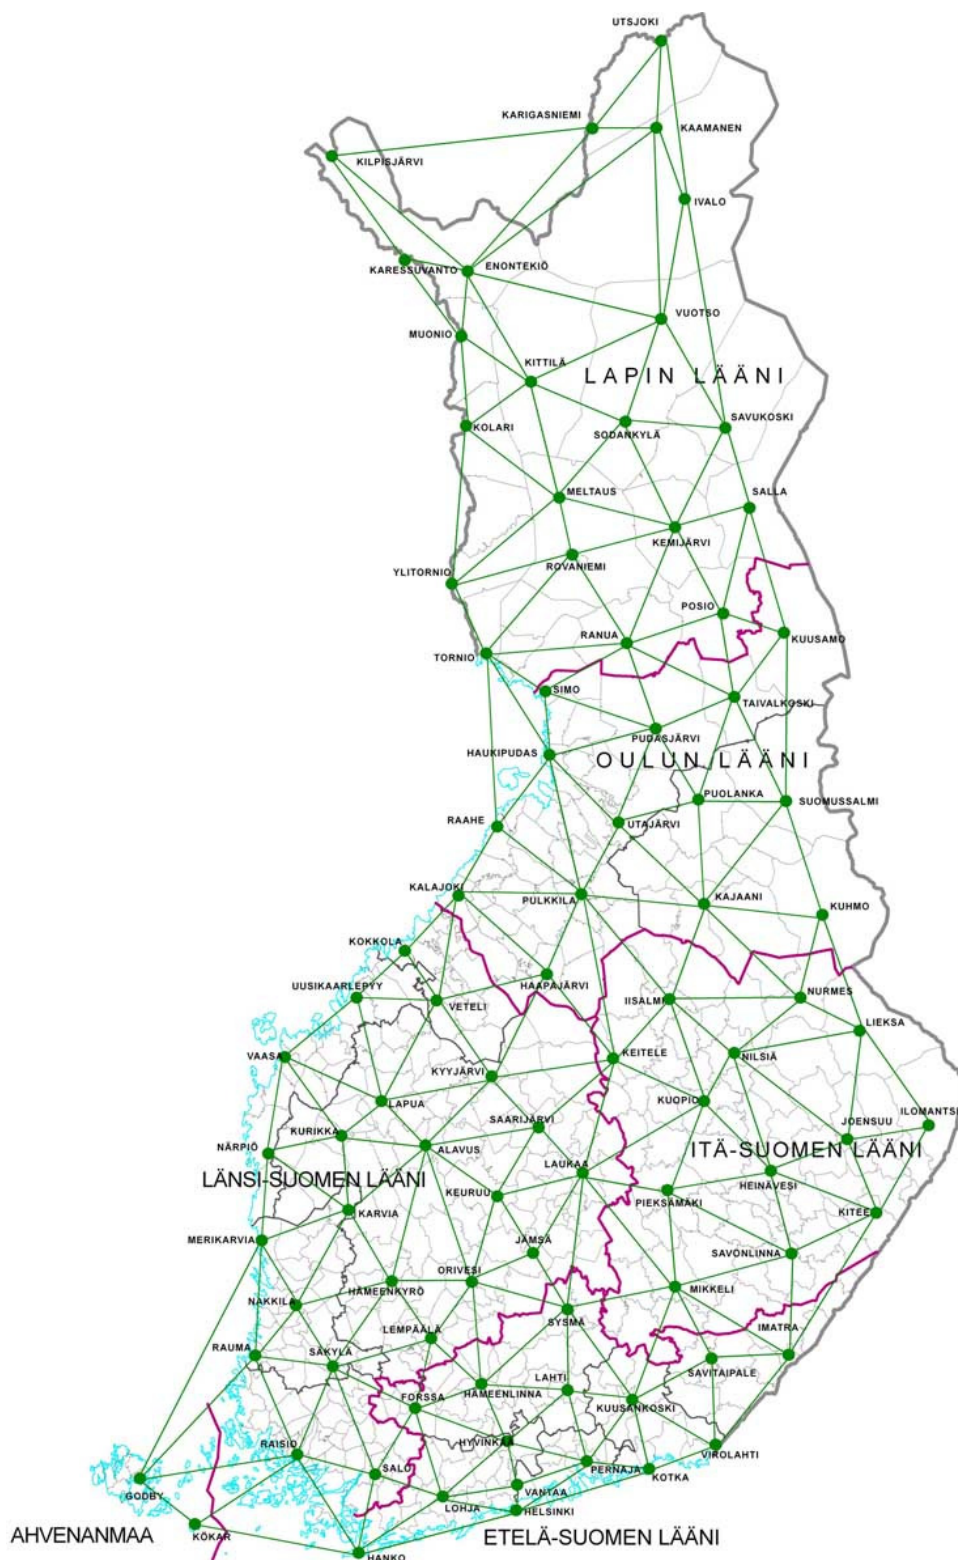 UTSJOKI
KARIGASNIEMI
KAAMANEN
KILPISJÄRVI
IVALO
KARESSUVANTO
ENONTEKIÖ
VUOTSO
MUONIO
KITTILÄ
LAPIN LÄÄNI
KOLARI
SODANKYLÄ
SAVUKOSKI
MELTAUS
SALLA
KEMIJÄRVI
ROVANIEMI
YLITORNIO
POSIO
RANUA
KUUSAMO
TORNIO
SIMO
TAIVALKOSKI
PUDASJÄRVI
HAUKIPUDAS
OULUN LÄÄNI
PUOLANKA
SUOMUSSALMI
RAAHE
UTAJÄRVI
KALAJOKI
PULKKILA
KAJAANI
KUHMO
KOKKOLA
UUSIKAARLEPYY
HAAPAJÄRVI
VETELI
IISALMI
NURMES
LIEKSA
VAASA
KEITELE
NILSIÄ
KYYJÄRVI
LAPUA
KUOPIO
ILOMANTSI
SAARIJÄRVI
KURIKKA
JOENSUU
NÄRPIÖ
ALAVUS
ITÄ-SUOMEN LÄÄNI
LAUKAA
LÄNSI-SUOMEN LÄÄNI
HEINÄVESI
KEURUU
PIEKSÄMÄKI
KARVIA
KITEE
MERIKARVIA
JÄMSÄ
SAVONLINNA
ORIVESI
HÄMEENKYRÖ
MIKKELI
NAKKILA
SYSMÄ
LEMPÄÄLÄ
IMATRA
RAUMA
SÄKYLÄ
SAVITAIPALE
LAHTI
FORSSA
HÄMEENLINNA
KUUSANKOSKI
RAISIO
HYVINKÄÄ
VIROLAHTI
SALO
PERNAJA
KOTKA
GODBY
VANTAA
LOHJA
HELSINKI
KÖKAR
AHVENANMAA
ETELÄ-SUOMEN LÄÄNI
HANKO